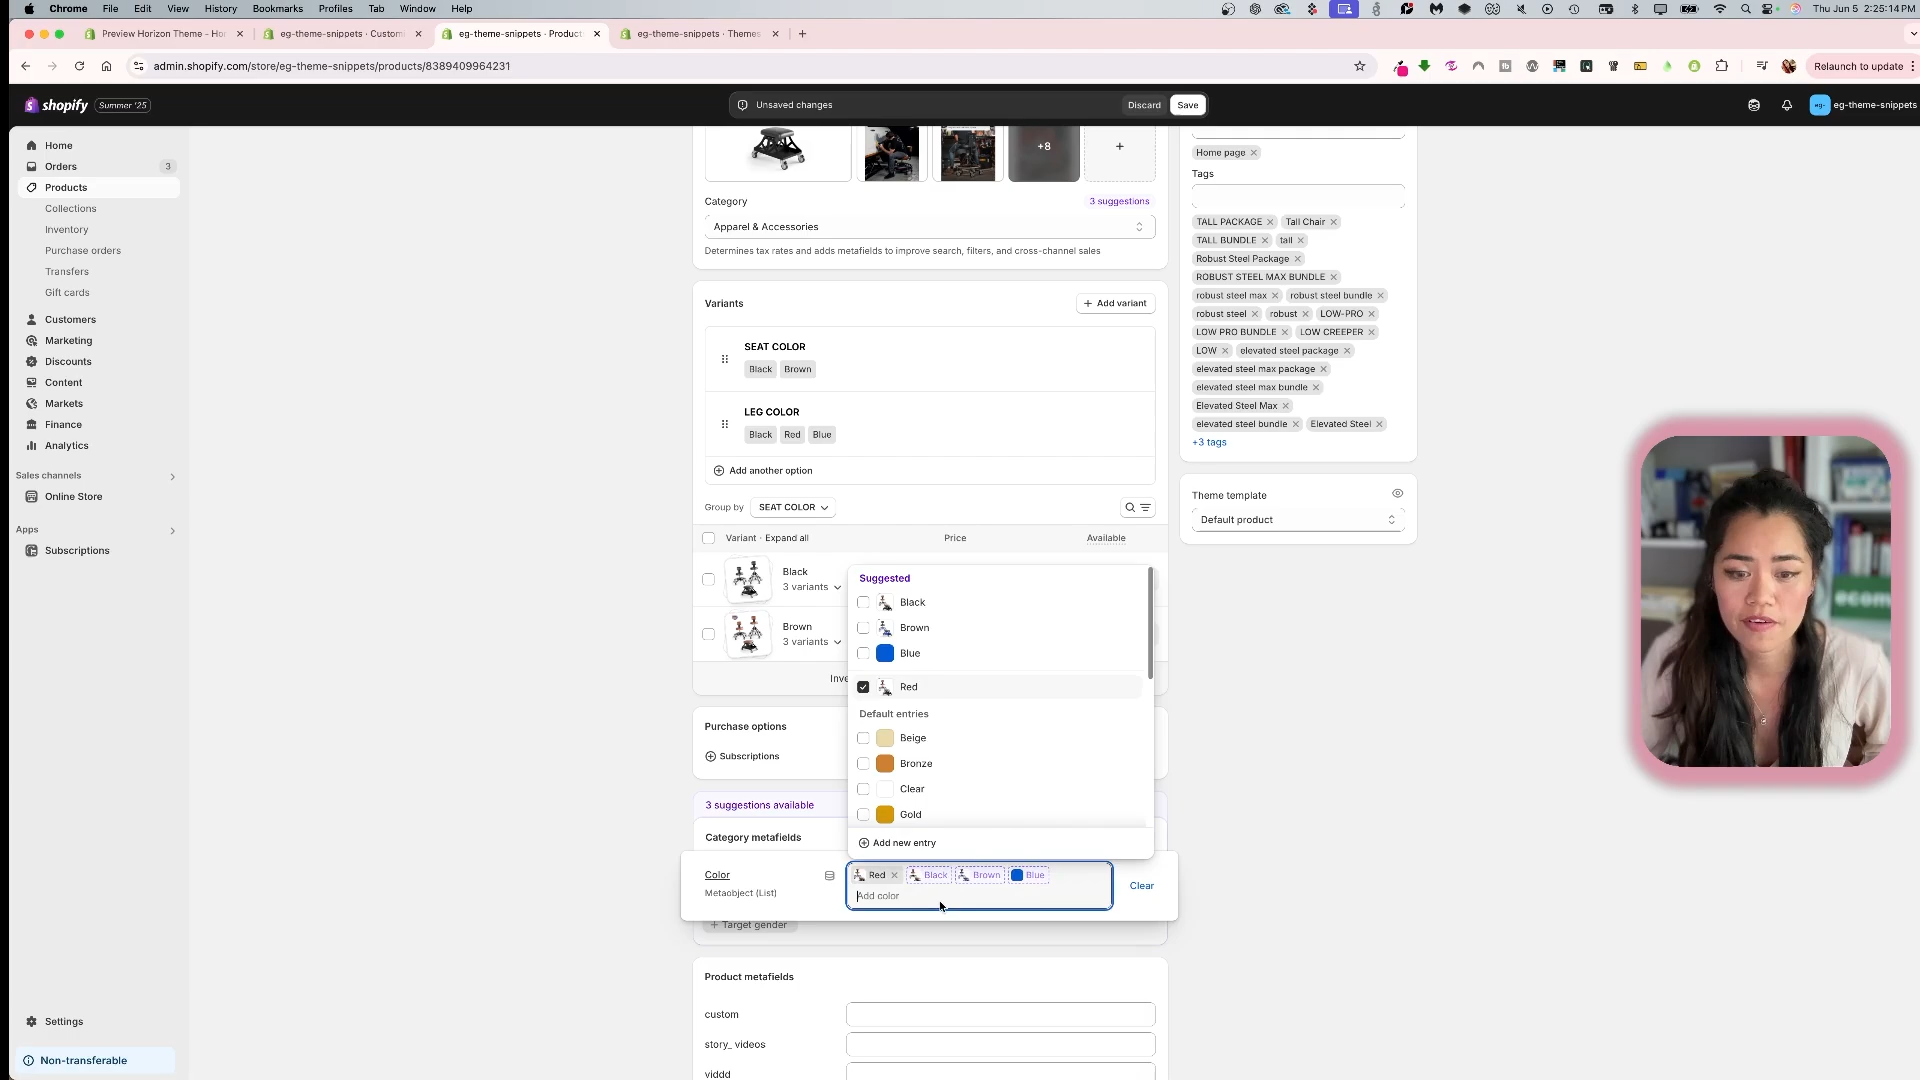 Chrome File Edit View History Bookmarks Profiles Tab Window Help Thu Jun 5 2:25:14 PM
Preview Horizon Theme - Hor eg-theme-snippets · Custom eg-theme-snippets · Product eg-theme-snippets · Themes
admin.shopify.com/store/eg-theme-snippets/products/8389409964231 Relaunch to update
shopify Summer '25 Unsaved changes Discard Save eg- eg-theme-snippets
Home
Orders 3
Products
Collections
Inventory
Purchase orders
Transfers
Gift cards
Customers
Marketing
Discounts
Content
Markets
Finance
Analytics
Sales channels
Online Store
Apps
Subscriptions
Settings
Non-transferable
+8
Category 3 suggestions
Apparel & Accessories
Determines tax rates and adds metafields to improve search, filters, and cross-channel sales
Variants Add variant
SEAT COLOR
Black Brown
LEG COLOR
Black Red Blue
Add another option
Group by SEAT COLOR
Variant · Expand all Price Available
Black
3 variants
Brown
3 variants
Inve
Purchase options
Subscriptions
3 suggestions available
Category metafields
Suggested
Black
Brown
Blue
Red
Default entries
Beige
Bronze
Clear
Gold
Add new entry
Color
Metaobject (List)
Red Black Brown Blue
Add color
Clear
+ Target gender
Product metafields
custom
story_ videos
viddd
Home page
Tags
TALL PACKAGE Tall Chair
TALL BUNDLE tall
Robust Steel Package
ROBUST STEEL MAX BUNDLE
robust steel max robust steel bundle
robust steel robust LOW-PRO
LOW PRO BUNDLE LOW CREEPER
LOW elevated steel package
elevated steel max package
elevated steel max bundle
Elevated Steel Max
elevated steel bundle Elevated Steel
+3 tags
Theme template
Default product